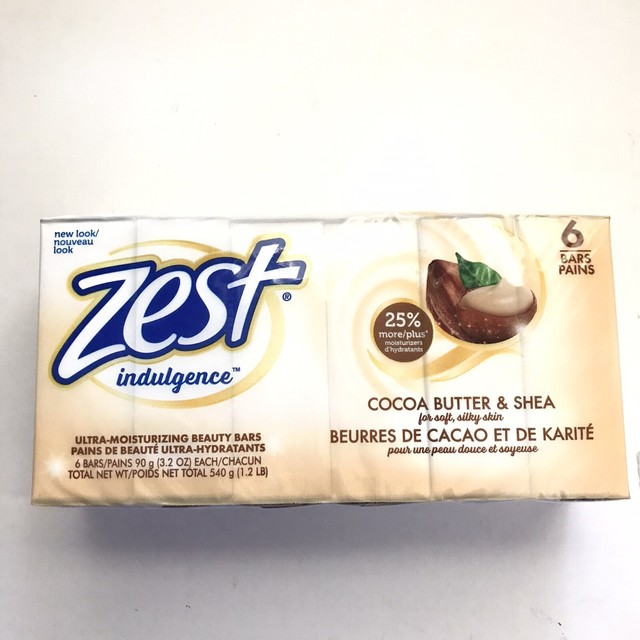 new look/
nouveau
look
Zest®
indulgence™
ULTRA-MOISTURIZING BEAUTY BARS
PAINS DE BEAUTÉ ULTRA-HYDRATANTS
6 BARS/PAINS 90 g (3.2 OZ) EACH/CHACUN
TOTAL NET WT/POIDS NET TOTAL 540 g (1.2 LB)
6
BARS
PAINS
25%
more/plus*
moisturizers
d'hydratants
COCOA BUTTER & SHEA
for soft, silky skin
BEURRES DE CACAO ET DE KARITÉ
pour une peau douce et soyeuse